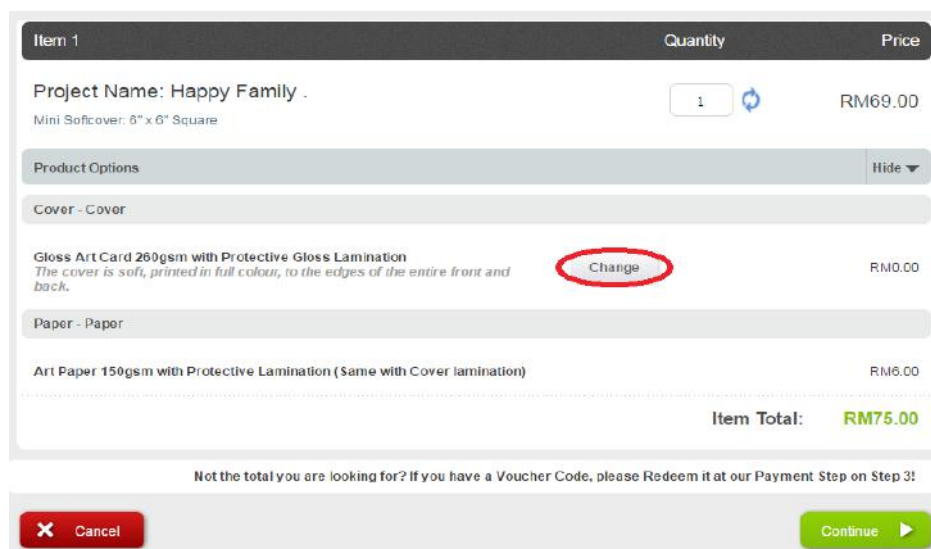 Item 1 Quantity Price
Project Name: Happy Family .
1 RM69.00
Mini Softcover: 6" x 6" Square
Product Options Hide
Cover - Cover
Gloss Art Card 260gsm with Protective Gloss Lamination
The cover is soft, printed in full colour, to the edges of the entire front and
back.
Change RM0.00
Paper - Paper
Art Paper 150gsm with Protective Lamination (Same with Cover lamination) RM6.00
Item Total: RM75.00
Not the total you are looking for? If you have a Voucher Code, please Redeem it at our Payment Step on Step 3!
Cancel Continue